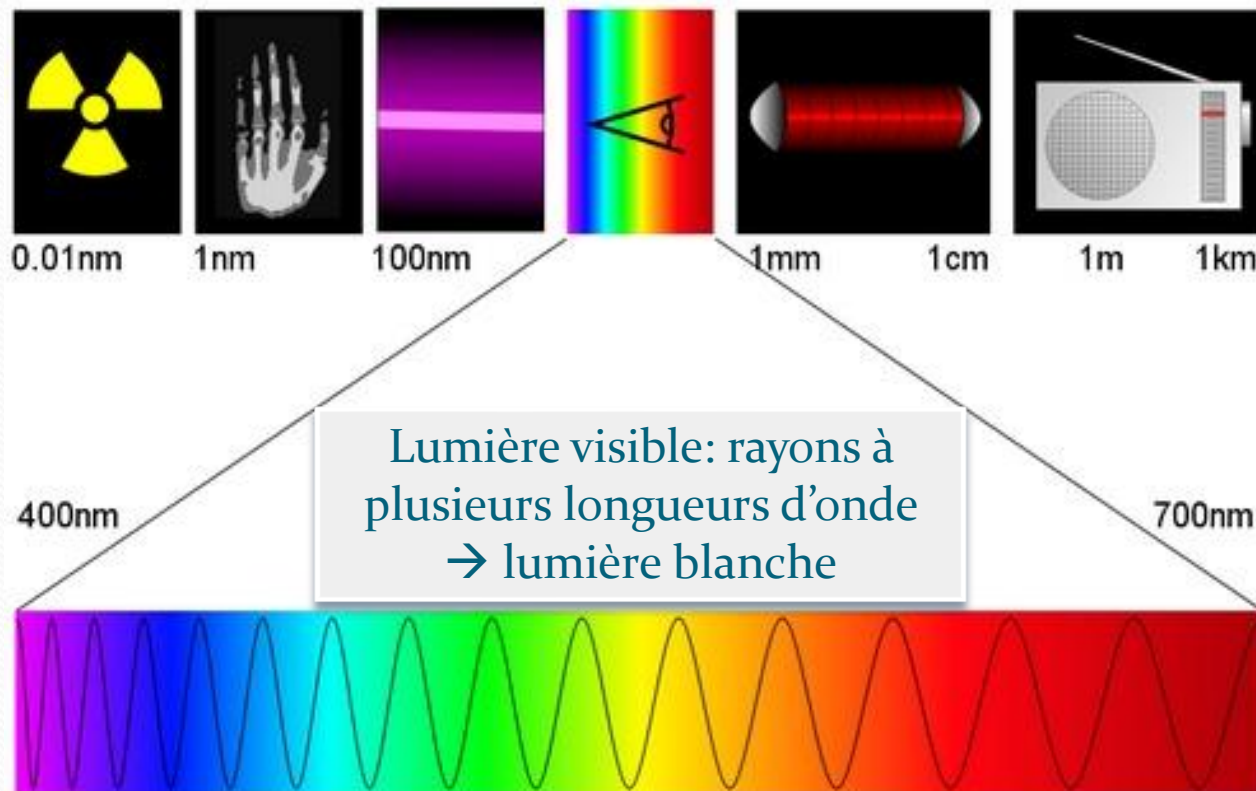 0.01nm 1nm 100nm 1mm 1cm 1m 1km
Lumière visible: rayons à
plusieurs longueurs d’onde
→ lumière blanche
400nm 700nm